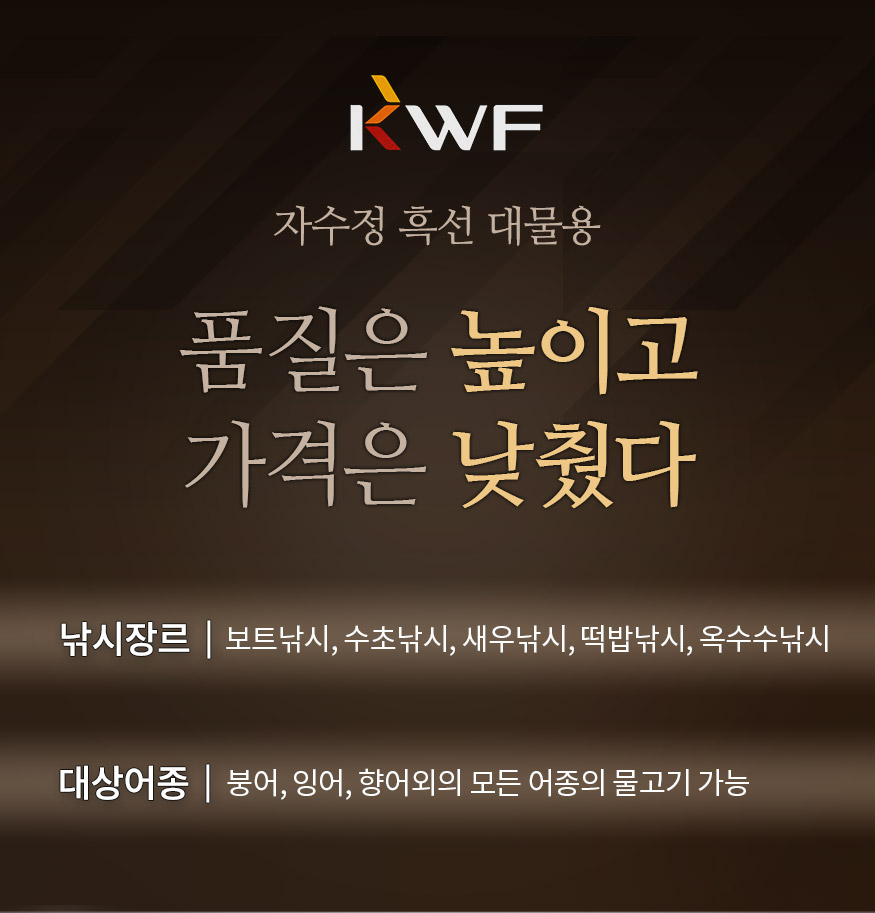 KWF
자수정 흑선 대물용
품질은 높이고
가격은 낮췄다
낚시장르 | 보트낚시, 수초낚시, 새우낚시, 떡밥낚시, 옥수수낚시
대상어종 | 붕어, 잉어, 향어외의 모든 어종의 물고기 가능